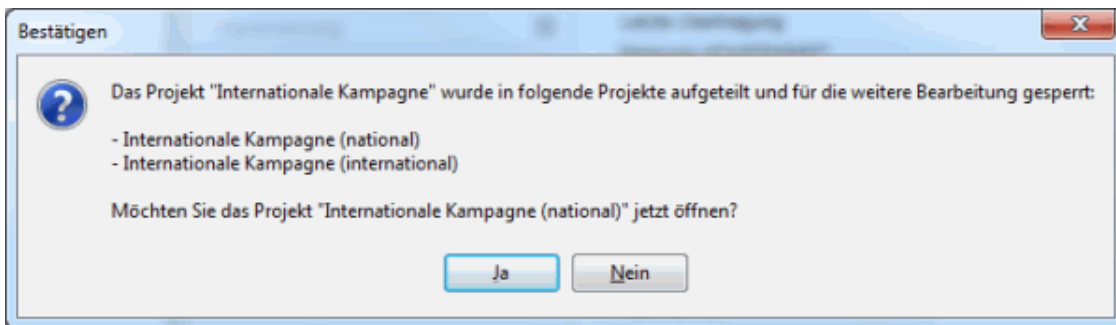 Bestätigen
Das Projekt "Internationale Kampagne" wurde in folgende Projekte aufgeteilt und für die weitere Bearbeitung gesperrt:
- Internationale Kampagne (national)
- Internationale Kampagne (international)
Möchten Sie das Projekt "Internationale Kampagne (national)" jetzt öffnen?
Ja
Nein